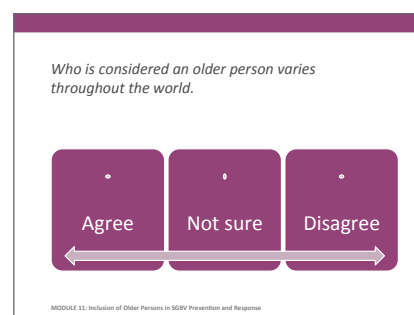 Who is considered an older person varies
throughout the world.
Agree
Not sure
Disagree
MODULE 11: Inclusion of Older Persons in SGBV Prevention and Response